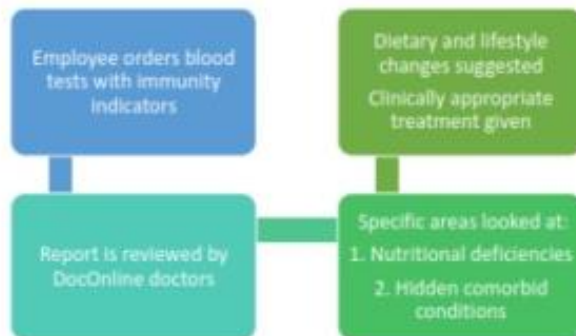 Employee orders blood
tests with immunity
indicators
Report is reviewed by
DocOnline doctors
Specific areas looked at:
1. Nutritional deficiencies
2. Hidden comorbid
conditions
Dietary and lifestyle
changes suggested
Clinically appropriate
treatment given